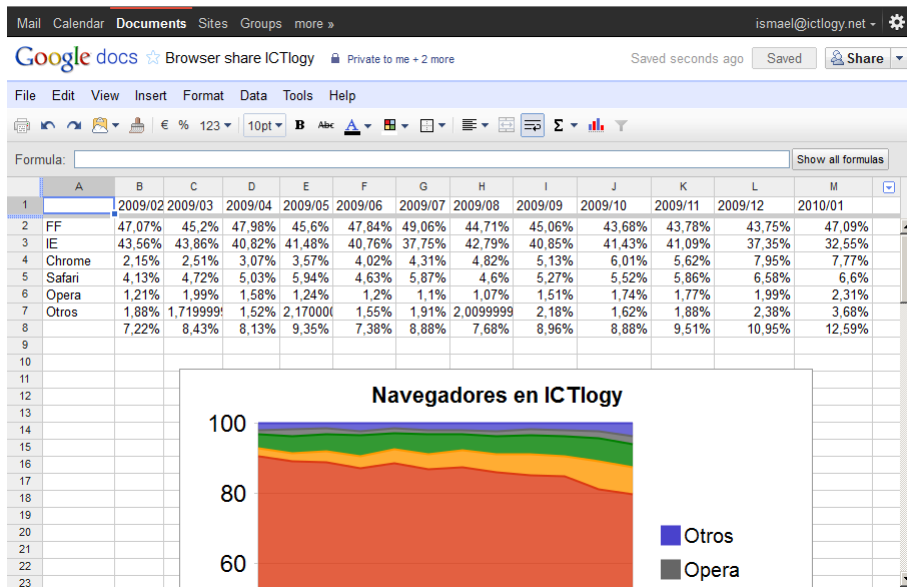 Mail Calendar Documents Sites Groups more » ismael@ictlogy.net
Google docs Browser share ICTlogy Private to me + 2 more Saved seconds ago Saved Share
File Edit View Insert Format Data Tools Help
€ % 123 10pt B Abc A Σ
Formula: Show all formulas
A B C D E F G H I J K L M
1 2009/02 2009/03 2009/04 2009/05 2009/06 2009/07 2009/08 2009/09 2009/10 2009/11 2009/12 2010/01
2 FF 47,07% 45,2% 47,98% 45,6% 47,84% 49,06% 44,71% 45,06% 43,68% 43,78% 43,75% 47,09%
3 IE 43,56% 43,86% 40,82% 41,48% 40,76% 37,75% 42,79% 40,85% 41,43% 41,09% 37,35% 32,55%
4 Chrome 2,15% 2,51% 3,07% 3,57% 4,02% 4,31% 4,82% 5,13% 6,01% 5,62% 7,95% 7,77%
5 Safari 4,13% 4,72% 5,03% 5,94% 4,63% 5,87% 4,6% 5,27% 5,52% 5,86% 6,58% 6,6%
6 Opera 1,21% 1,99% 1,58% 1,24% 1,2% 1,1% 1,07% 1,51% 1,74% 1,77% 1,99% 2,31%
7 Otros 1,88% 1,7199999 1,52% 2,170000 1,55% 1,91% 2,0099999 2,18% 1,62% 1,88% 2,38% 3,68%
8 7,22% 8,43% 8,13% 9,35% 7,38% 8,88% 7,68% 8,96% 8,88% 9,51% 10,95% 12,59%
9
10
11
12 Navegadores en ICTlogy
13
14 100
15
16
17
18 80
19
20 Otros
21
22 60 Opera
23